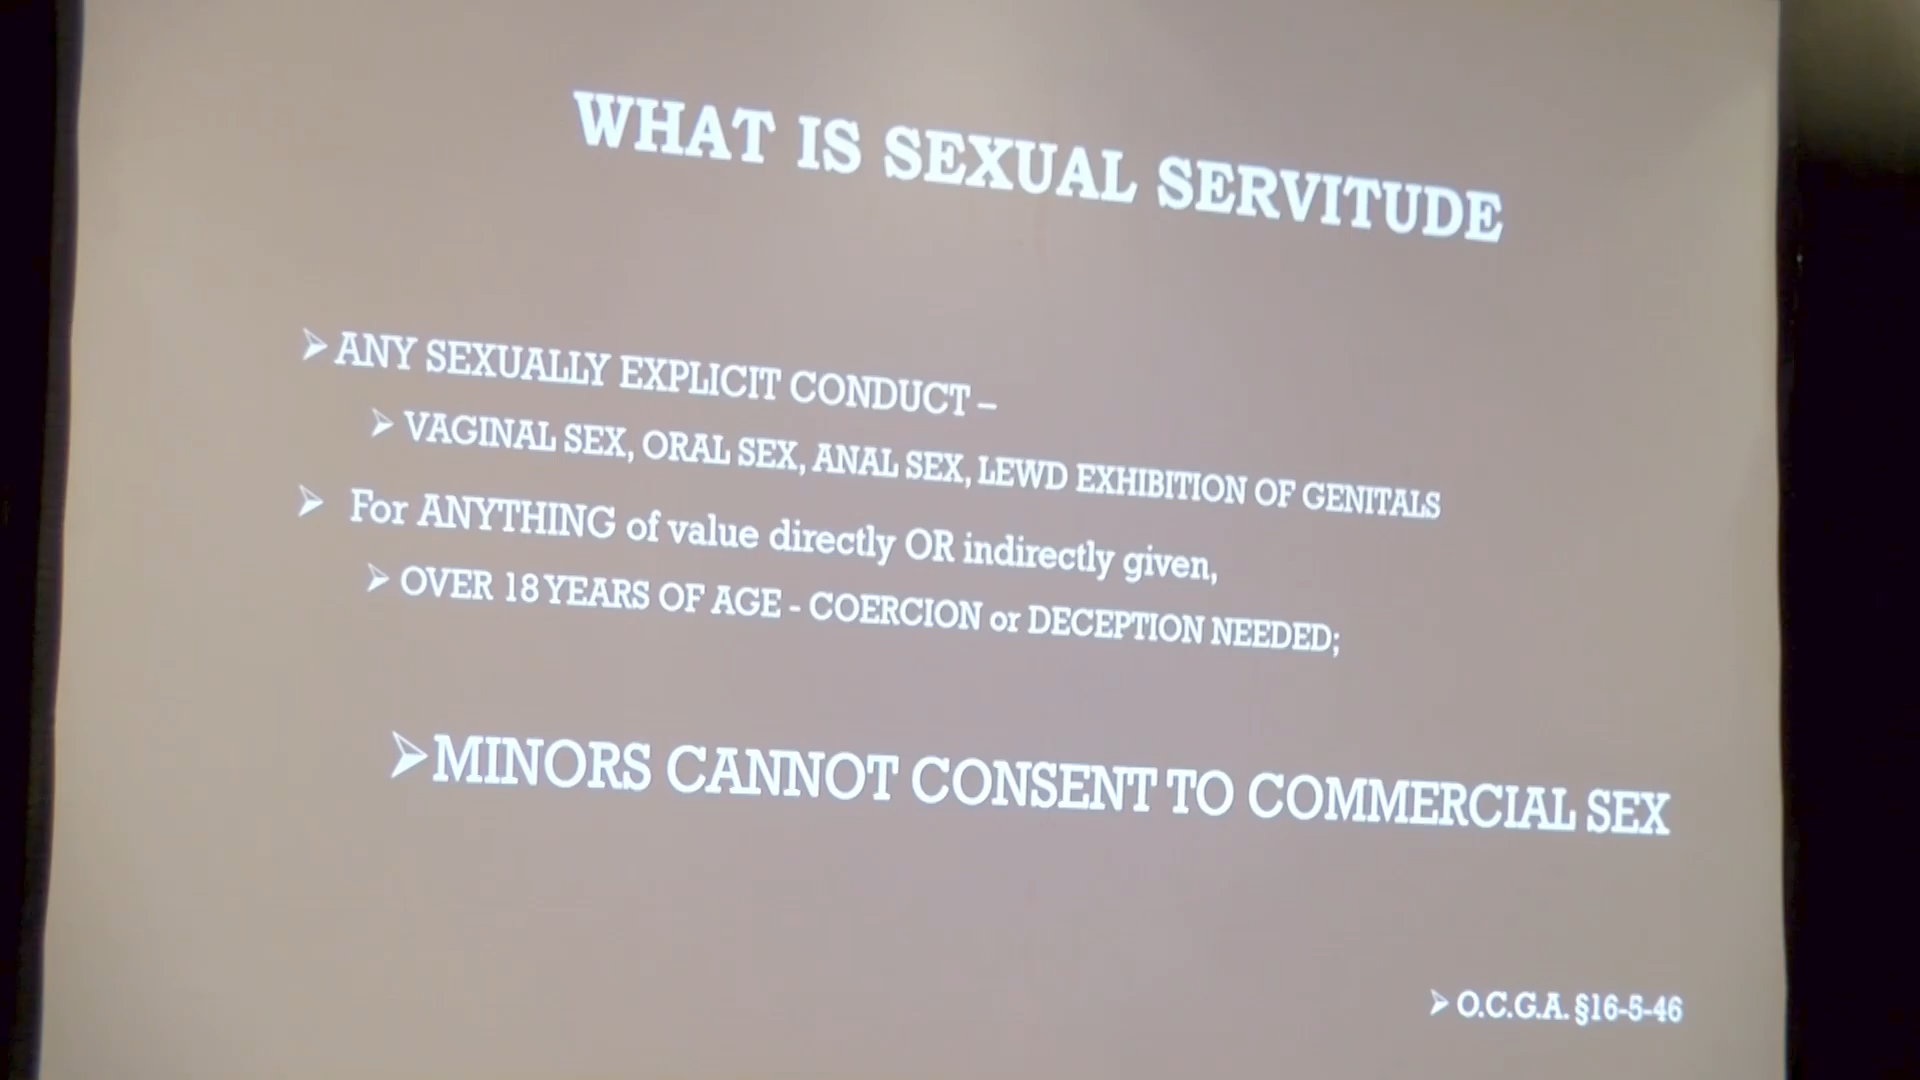 WHAT IS SEXUAL SERVITUDE
➢ ANY SEXUALLY EXPLICIT CONDUCT –
➢ VAGINAL SEX, ORAL SEX, ANAL SEX, LEWD EXHIBITION OF GENITALS
➢ For ANYTHING of value directly OR indirectly given,
➢ OVER 18 YEARS OF AGE - COERCION or DECEPTION NEEDED;
➢ MINORS CANNOT CONSENT TO COMMERCIAL SEX
➢ O.C.G.A. §16-5-46